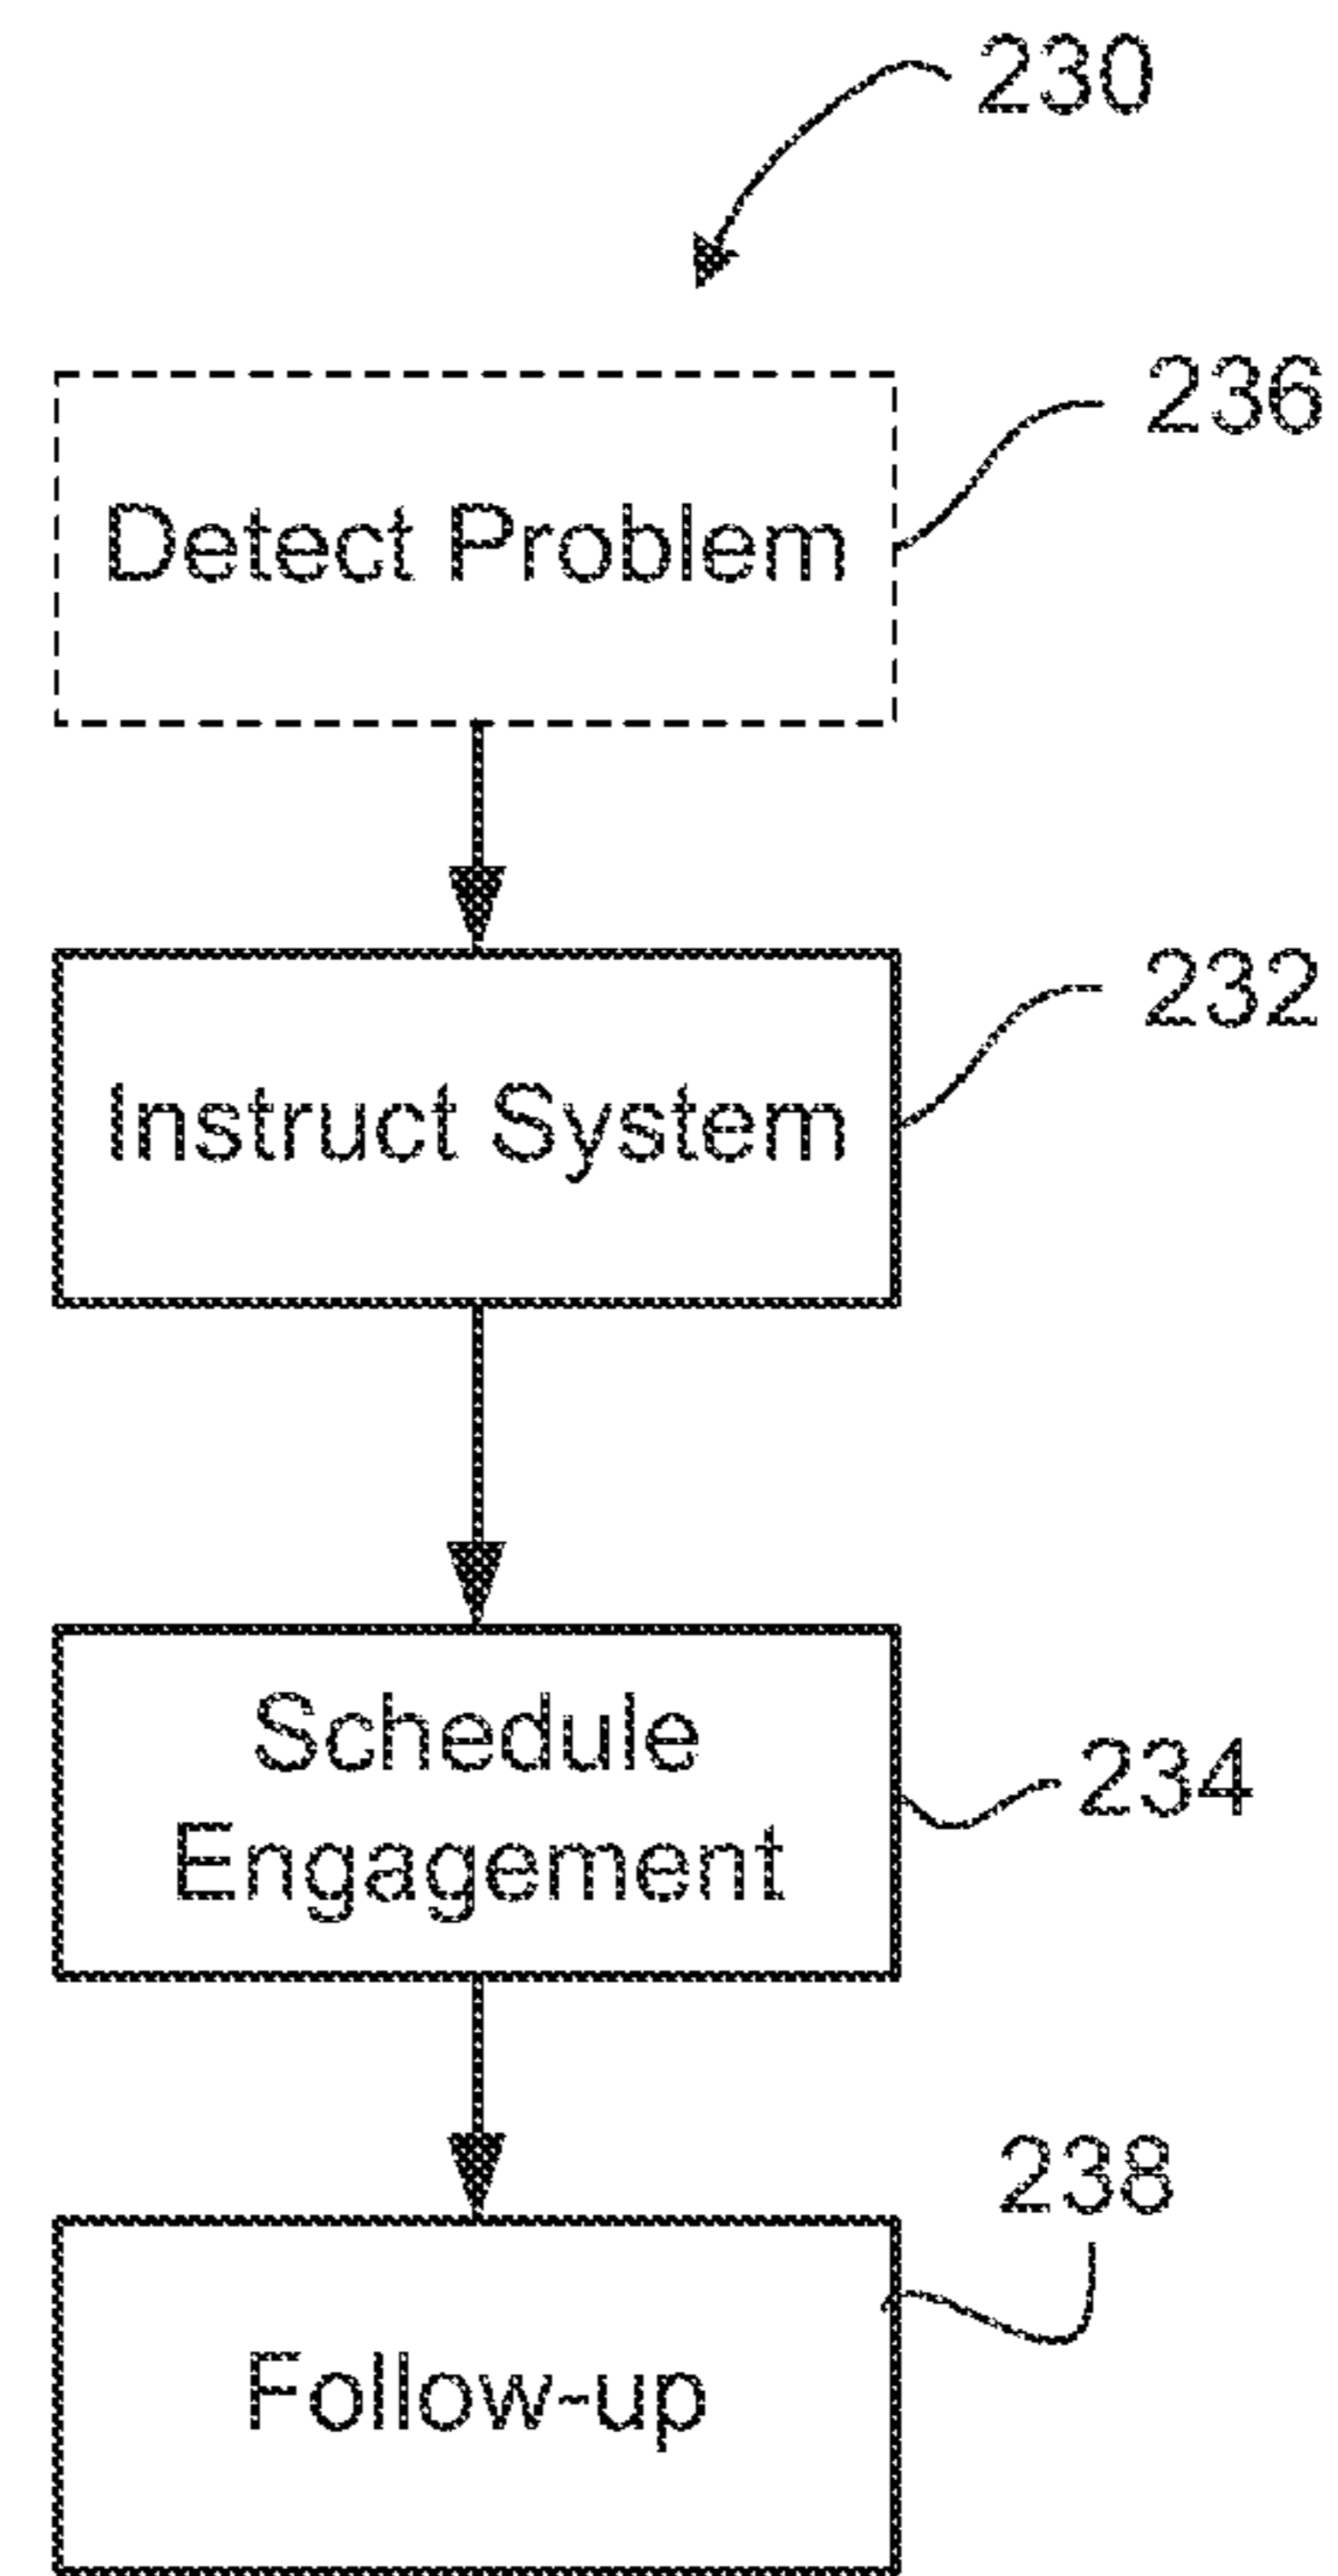 230
236
Detect Problem
232
Instruct System
Schedule
234
Engagement
238
Follow-up